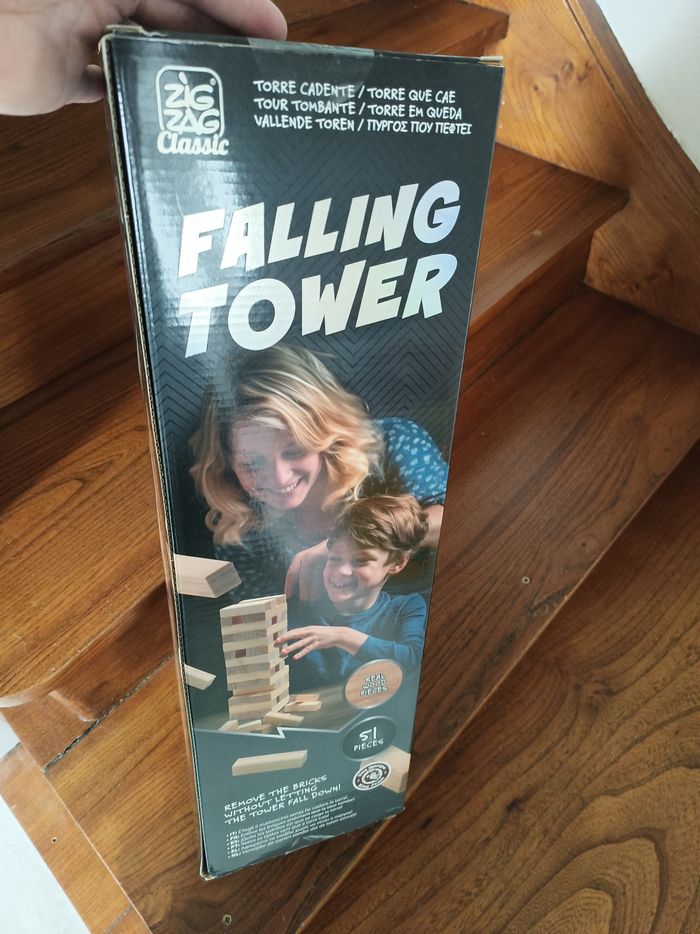 ZIG
ZAG
Classic
TORRE CADENTE / TORRE QUE CAE
TOUR TOMBANTE / TORRE EM QUEDA
VALLENDE TOREN / ΠΥΡΓΟΣ ΠΟΥ ΠΕΦΤΕΙ
FALLING
TOWER
REAL
WOOD
PIECES
51
PIECES
REMOVE THE BRICKS
WITHOUT LETTING
THE TOWER FALL DOWN!